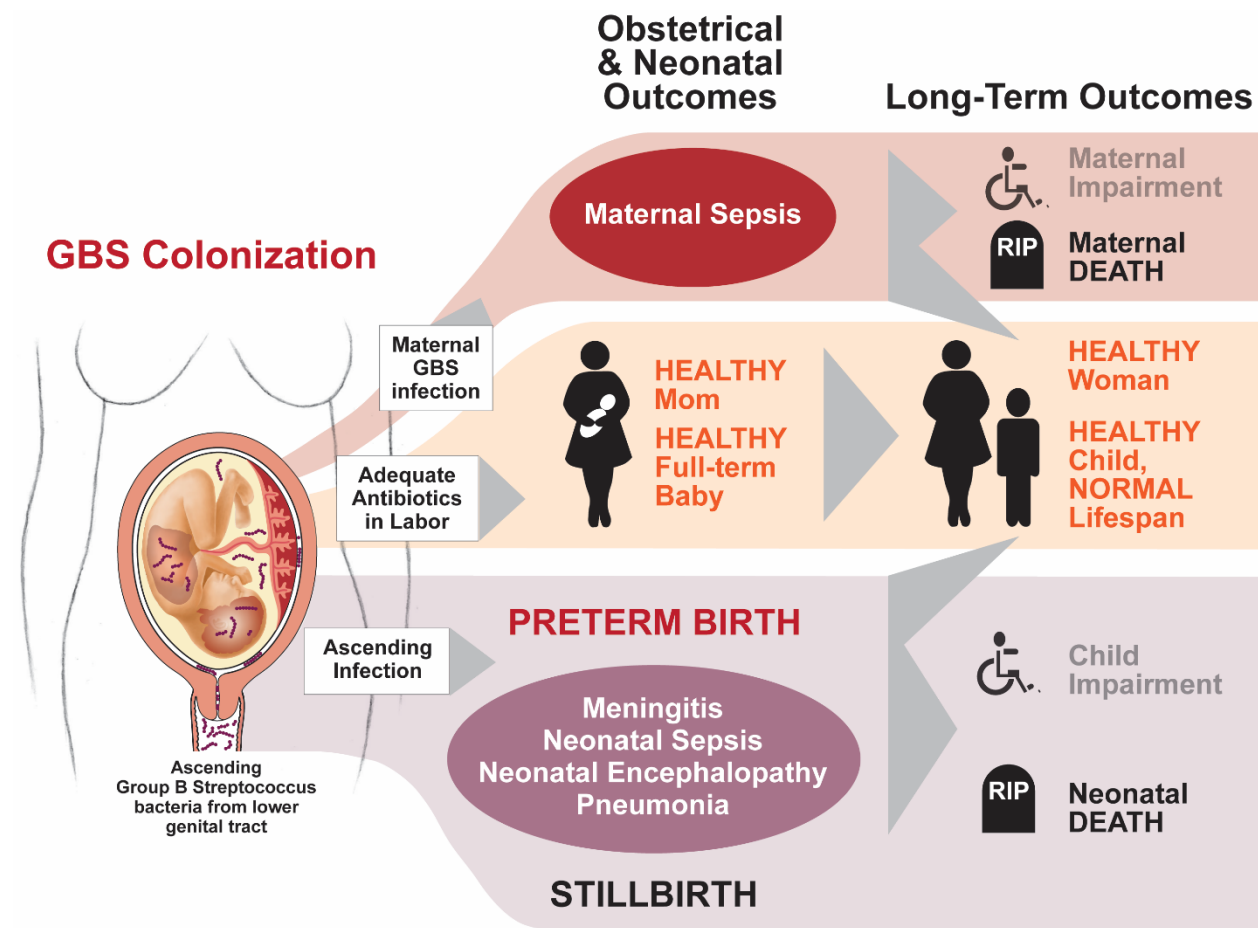 Obstetrical
& Neonatal
Outcomes
Long-Term Outcomes
GBS Colonization
Maternal Sepsis
Maternal
Impairment
RIP
Maternal
DEATH
Maternal
GBS
infection
HEALTHY
Mom
HEALTHY
Full-term
Baby
HEALTHY
Woman
HEALTHY
Child,
NORMAL
Lifespan
Adequate
Antibiotics
in Labor
Ascending
Infection
PRETERM BIRTH
Meningitis
Neonatal Sepsis
Neonatal Encephalopathy
Pneumonia
STILLBIRTH
Child
Impairment
RIP
Neonatal
DEATH
Ascending
Group B Streptococcus
bacteria from lower
genital tract